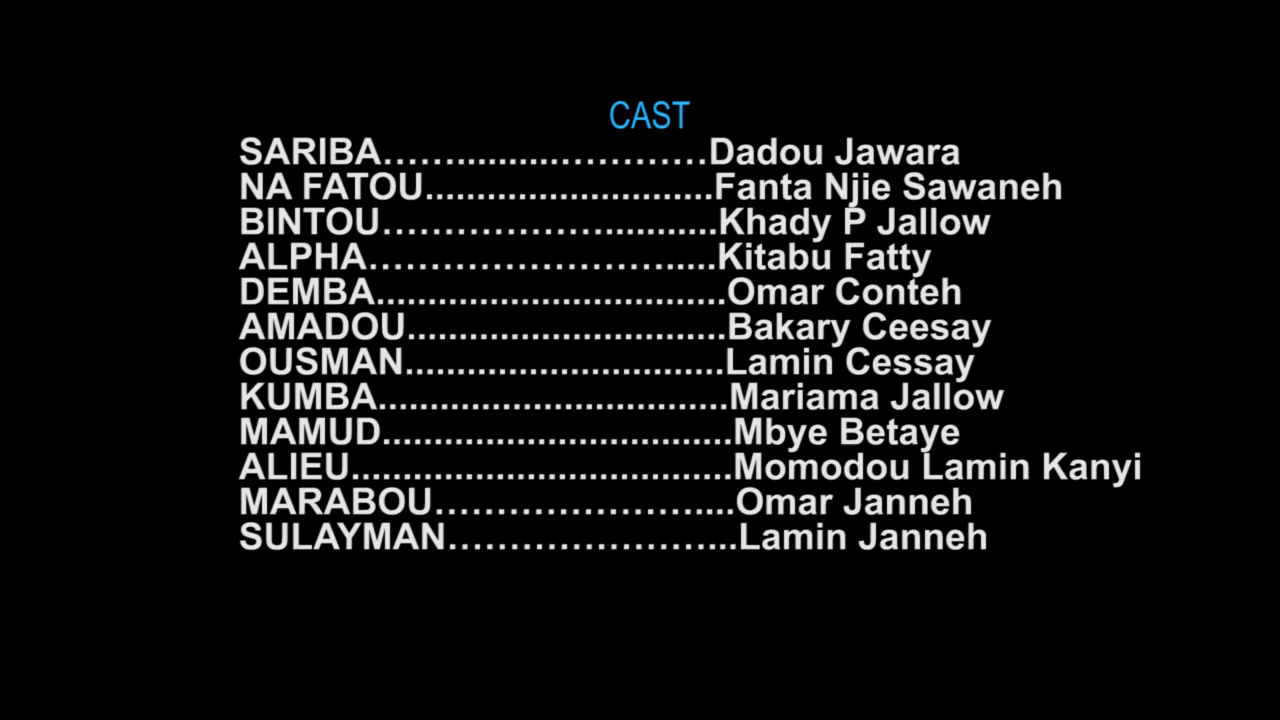 CAST
SARIBA……..........…………Dadou Jawara
NA FATOU............................Fanta Njie Sawaneh
BINTOU…………………...........Khady P Jallow
ALPHA……………………….....Kitabu Fatty
DEMBA..................................Omar Conteh
AMADOU...............................Bakary Ceesay
OUSMAN...............................Lamin Cessay
KUMBA..................................Mariama Jallow
MAMUD..................................Mbye Betaye
ALIEU.....................................Momodou Lamin Kanyi
MARABOU……………………....Omar Janneh
SULAYMAN……………………...Lamin Janneh